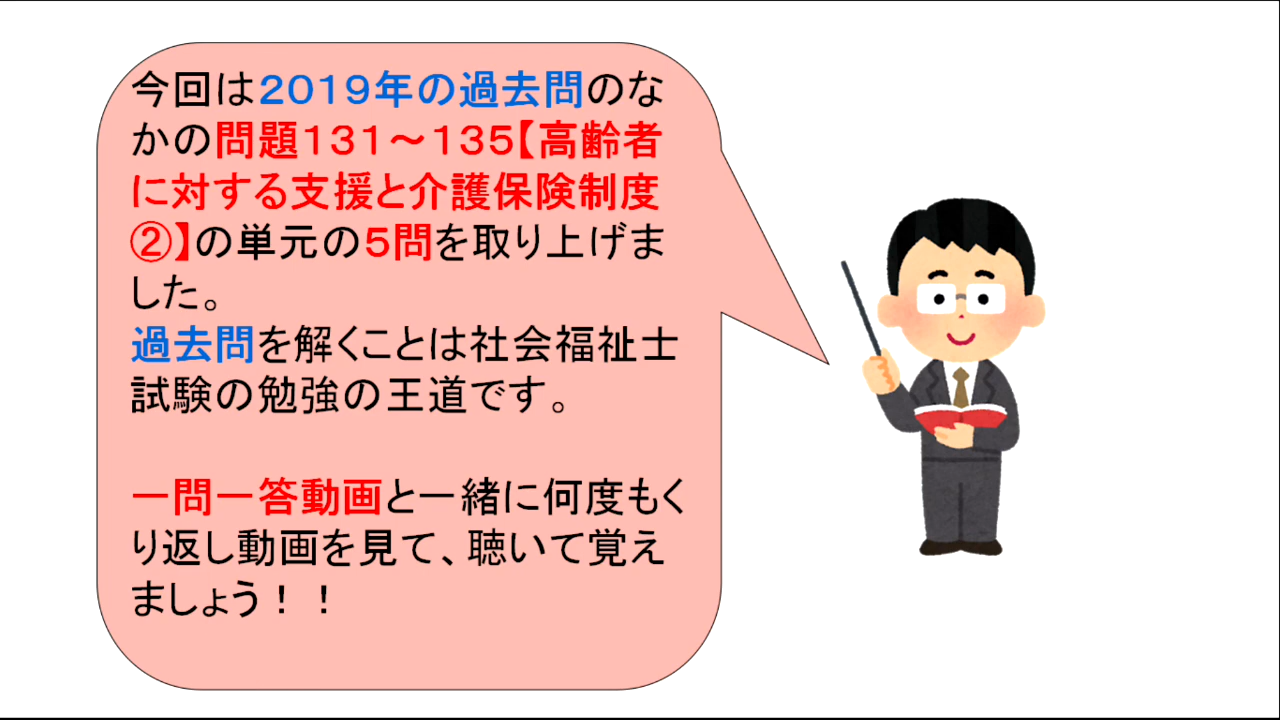 今回は２０１９年の過去問のな
かの問題１３１～１３５【高齢者
に対する支援と介護保険制度
②】の単元の５問を取り上げま
した。
過去問を解くことは社会福祉士
試験の勉強の王道です。
一問一答動画と一緒に何度もく
り返し動画を見て、聴いて覚え
ましょう！！